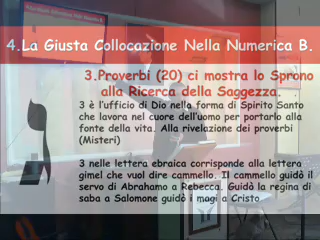 4.La Giusta Collocazione Nella Numerica B.
3.Proverbi (20) ci mostra lo Sprono
alla Ricerca della Saggezza.
3 è l'ufficio di Dio nella forma di Spirito Santo
che lavora nel cuore dell'uomo per portarlo alla
fonte della vita. Alla rivelazione dei proverbi
(Misteri)
3 nelle lettera ebraica corrisponde alla lettera
gimel che vuol dire cammello. Il cammello guidò il
servo di Abrahamo a Rebecca. Guidò la regina di
saba a Salomone guidò i magi a Cristo
ג